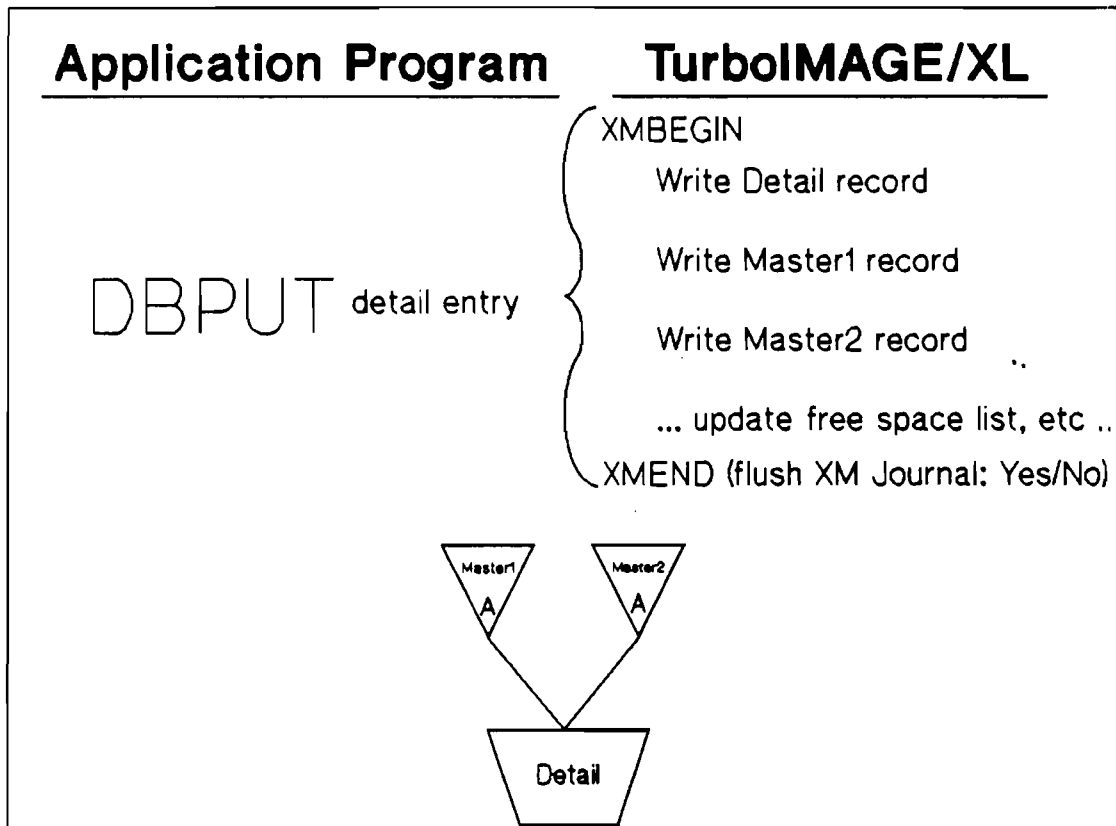 Application Program
TurboIMAGE/XL
XMBEGIN
Write Detail record
Write Master1 record
DBPUT detail entry
Write Master2 record
... update free space list, etc ..
XMEND (flush XM Journal: Yes/No)
Master1
Master2
A
A
Detail